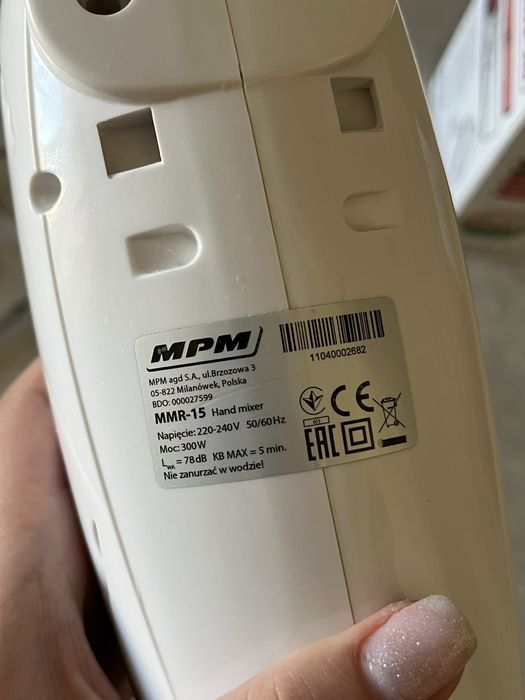 MPM
11040002682
MPM agd S.A., ul.Brzozowa 3
05-822 Milanówek, Polska
BDO: 000027599
MMR-15 Hand mixer
Napięcie: 220-240V 50/60Hz
Moc: 300W
LWA = 78dB KB MAX = 5 min.
Nie zanurzać w wodzie!
CE
EAC